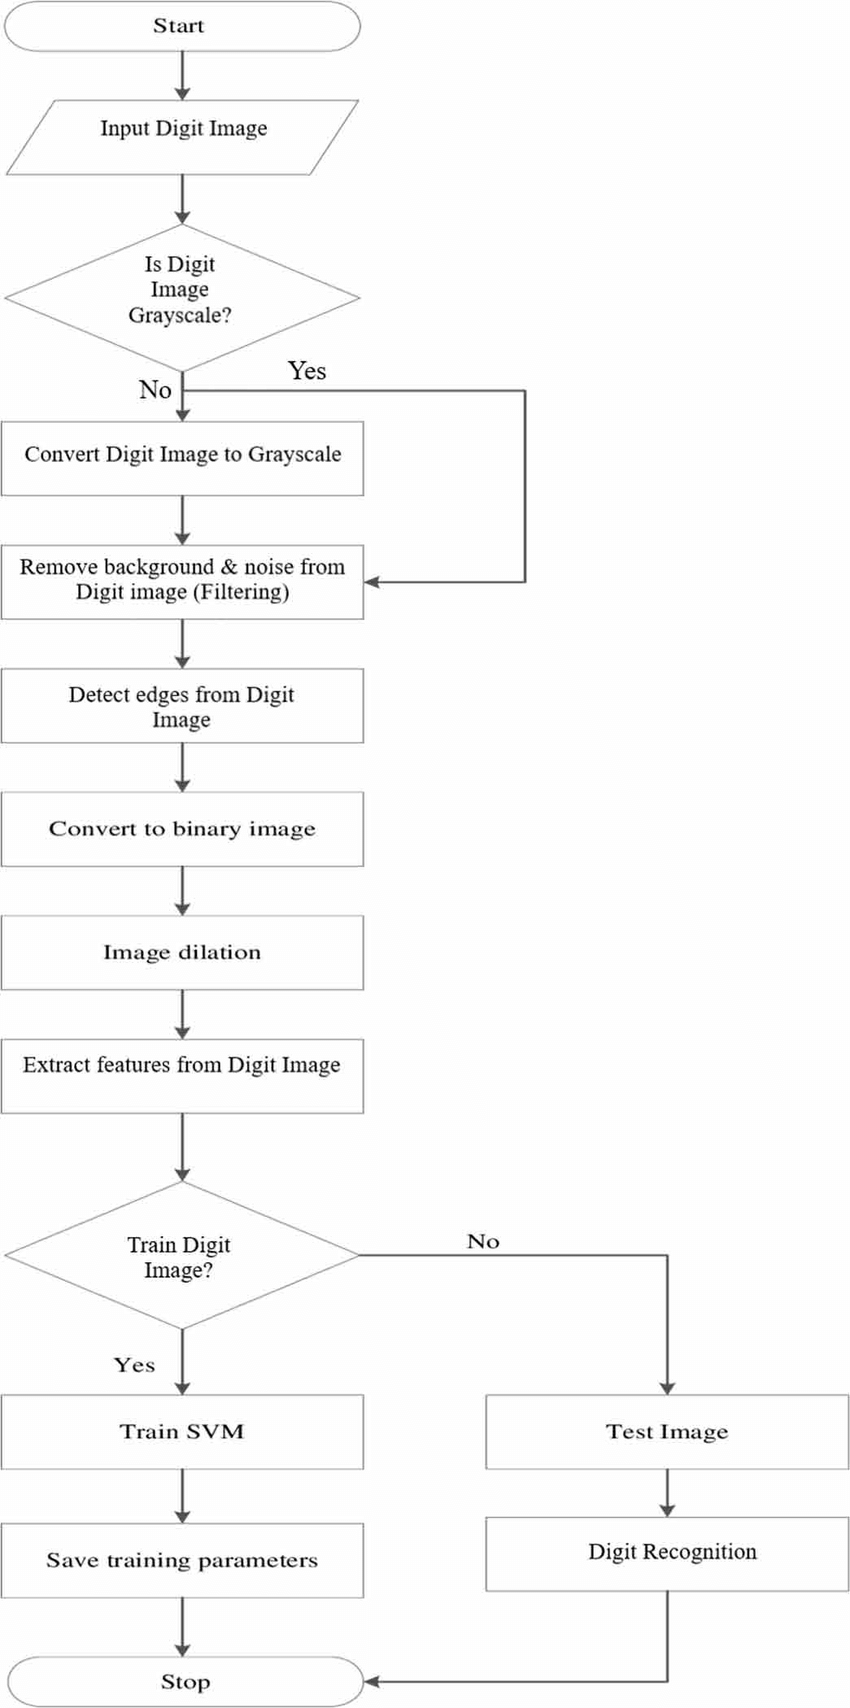 Start
Input Digit Image
Is Digit
Image
Grayscale?
Yes
No
Convert Digit Image to Grayscale
Remove background & noise from
Digit image (Filtering)
Detect edges from Digit
Image
Convert to binary image
Image dilation
Extract features from Digit Image
Train Digit
Image?
No
Yes
Train SVM
Test Image
Save training parameters
Digit Recognition
Stop